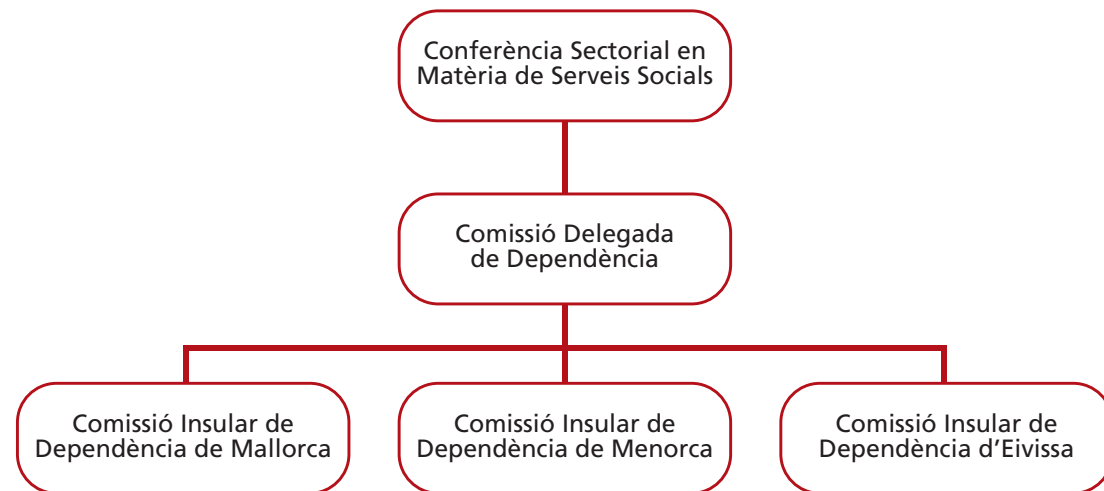 Conferència Sectorial en
Matèria de Serveis Socials
Comissió Delegada
de Dependència
Comissió Insular de
Dependència de Mallorca
Comissió Insular de
Dependència de Menorca
Comissió Insular de
Dependència d’Eivissa